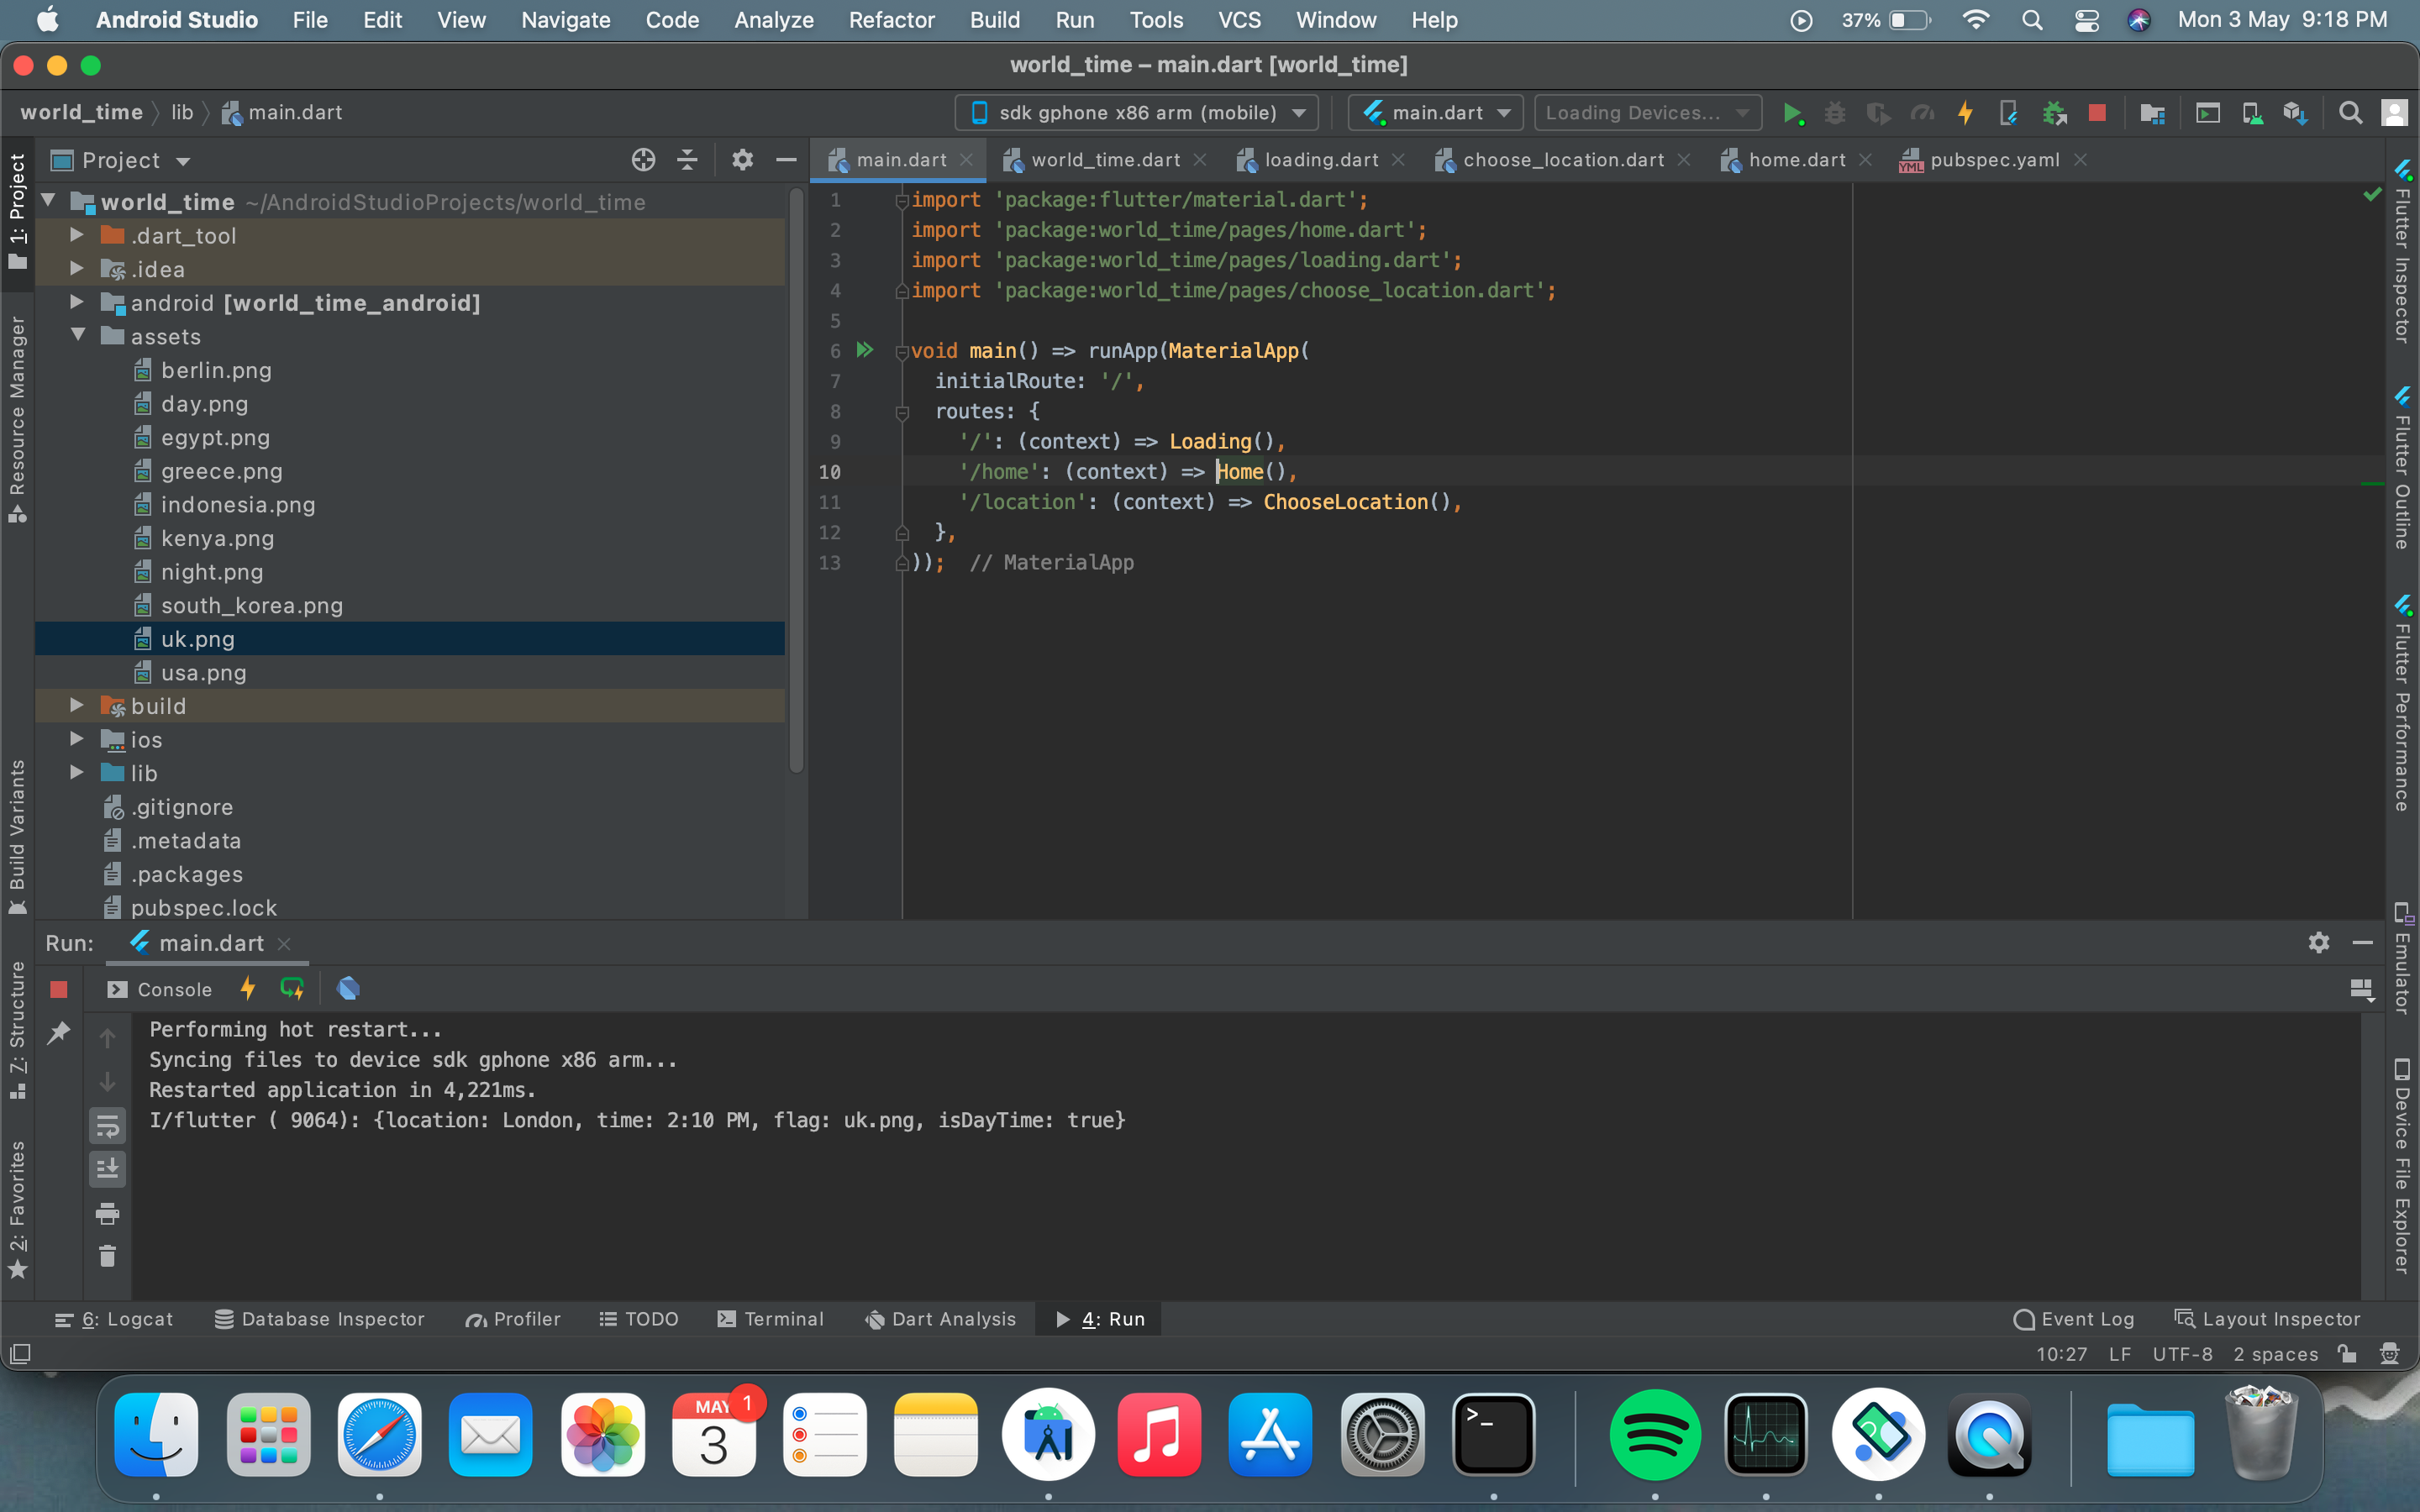 Android Studio File Edit View Navigate Code Analyze Refactor Build Run Tools VCS Window Help 37% Mon 3 May 9:18 PM
world_time – main.dart [world_time]
world_time lib main.dart sdk gphone x86 arm (mobile) main.dart Loading Devices...
Project
main.dart world_time.dart loading.dart choose_location.dart home.dart pubspec.yaml
1: Project
Resource Manager
Build Variants
7: Structure
2: Favorites
world_time ~/AndroidStudioProjects/world_time
.dart_tool
.idea
android [world_time_android]
assets
berlin.png
day.png
egypt.png
greece.png
indonesia.png
kenya.png
night.png
south_korea.png
uk.png
usa.png
build
ios
lib
.gitignore
.metadata
.packages
pubspec.lock
1 import 'package:flutter/material.dart';
2 import 'package:world_time/pages/home.dart';
3 import 'package:world_time/pages/loading.dart';
4 import 'package:world_time/pages/choose_location.dart';
5
6 void main() => runApp(MaterialApp(
7 initialRoute: '/',
8 routes: {
9 '/': (context) => Loading(),
10 '/home': (context) => Home(),
11 '/location': (context) => ChooseLocation(),
12 },
13 )); // MaterialApp
Flutter Inspector
Flutter Outline
Flutter Performance
Emulator
Device File Explorer
Run: main.dart
Console
Performing hot restart...
Syncing files to device sdk gphone x86 arm...
Restarted application in 4,221ms.
I/flutter ( 9064): {location: London, time: 2:10 PM, flag: uk.png, isDayTime: true}
6: Logcat Database Inspector Profiler TODO Terminal Dart Analysis 4: Run Event Log Layout Inspector
10:27 LF UTF-8 2 spaces
MAY 1
3
>_